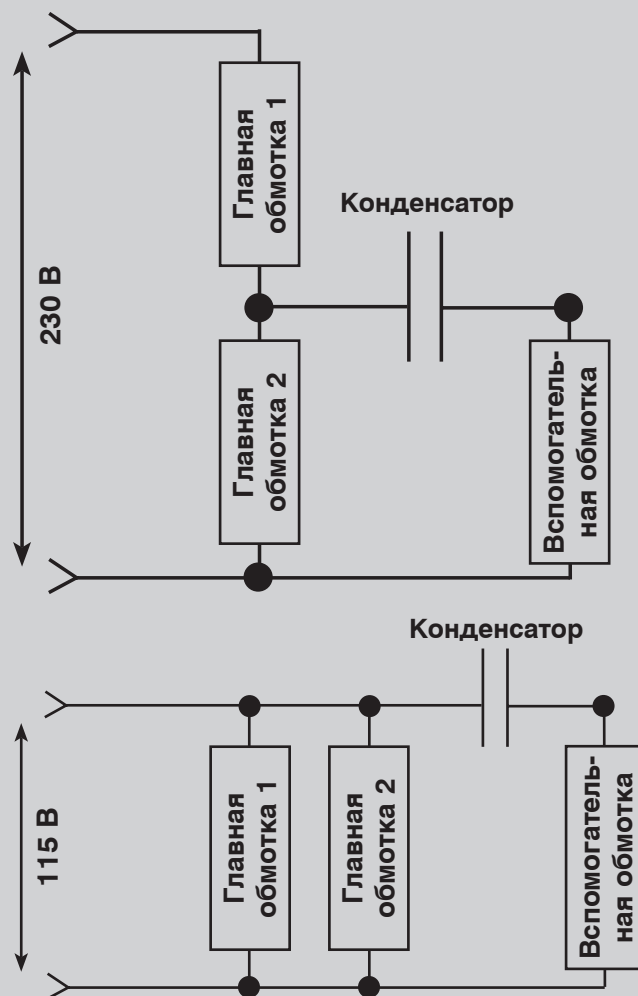 230 В
Главная
обмотка 1
Конденсатор
Главная
обмотка 2
Вспомогатель-
ная обмотка
Конденсатор
115 В
Главная
обмотка 1
Главная
обмотка 2
Вспомогатель-
ная обмотка